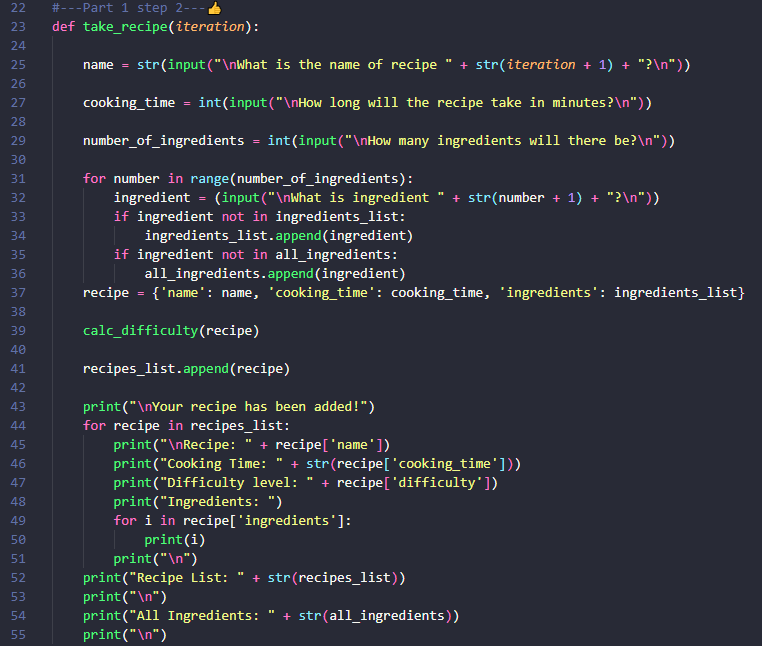 22 #---Part 1 step 2---👍
23 def take_recipe(iteration):
24
25     name = str(input("\nWhat is the name of recipe " + str(iteration + 1) + "?\n"))
26
27     cooking_time = int(input("\nHow long will the recipe take in minutes?\n"))
28
29     number_of_ingredients = int(input("\nHow many ingredients will there be?\n"))
30
31     for number in range(number_of_ingredients):
32         ingredient = (input("\nWhat is ingredient " + str(number + 1) + "?\n"))
33         if ingredient not in ingredients_list:
34             ingredients_list.append(ingredient)
35         if ingredient not in all_ingredients:
36             all_ingredients.append(ingredient)
37     recipe = {'name': name, 'cooking_time': cooking_time, 'ingredients': ingredients_list}
38
39     calc_difficulty(recipe)
40
41     recipes_list.append(recipe)
42
43     print("\nYour recipe has been added!")
44     for recipe in recipes_list:
45         print("\nRecipe: " + recipe['name'])
46         print("Cooking Time: " + str(recipe['cooking_time']))
47         print("Difficulty level: " + recipe['difficulty'])
48         print("Ingredients: ")
49         for i in recipe['ingredients']:
50             print(i)
51         print("\n")
52     print("Recipe List: " + str(recipes_list))
53     print("\n")
54     print("All Ingredients: " + str(all_ingredients))
55     print("\n")